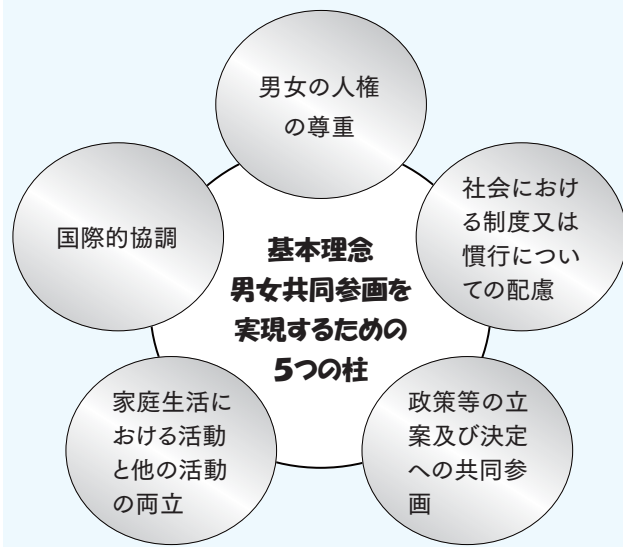 男女の人権
の尊重
社会におけ
る制度又は
慣行につい
ての配慮
国際的協調
基本理念
男女共同参画を
実現するための
5つの柱
家庭生活に
おける活動
と他の活動
の両立
政策等の立
案及び決定
への共同参
画